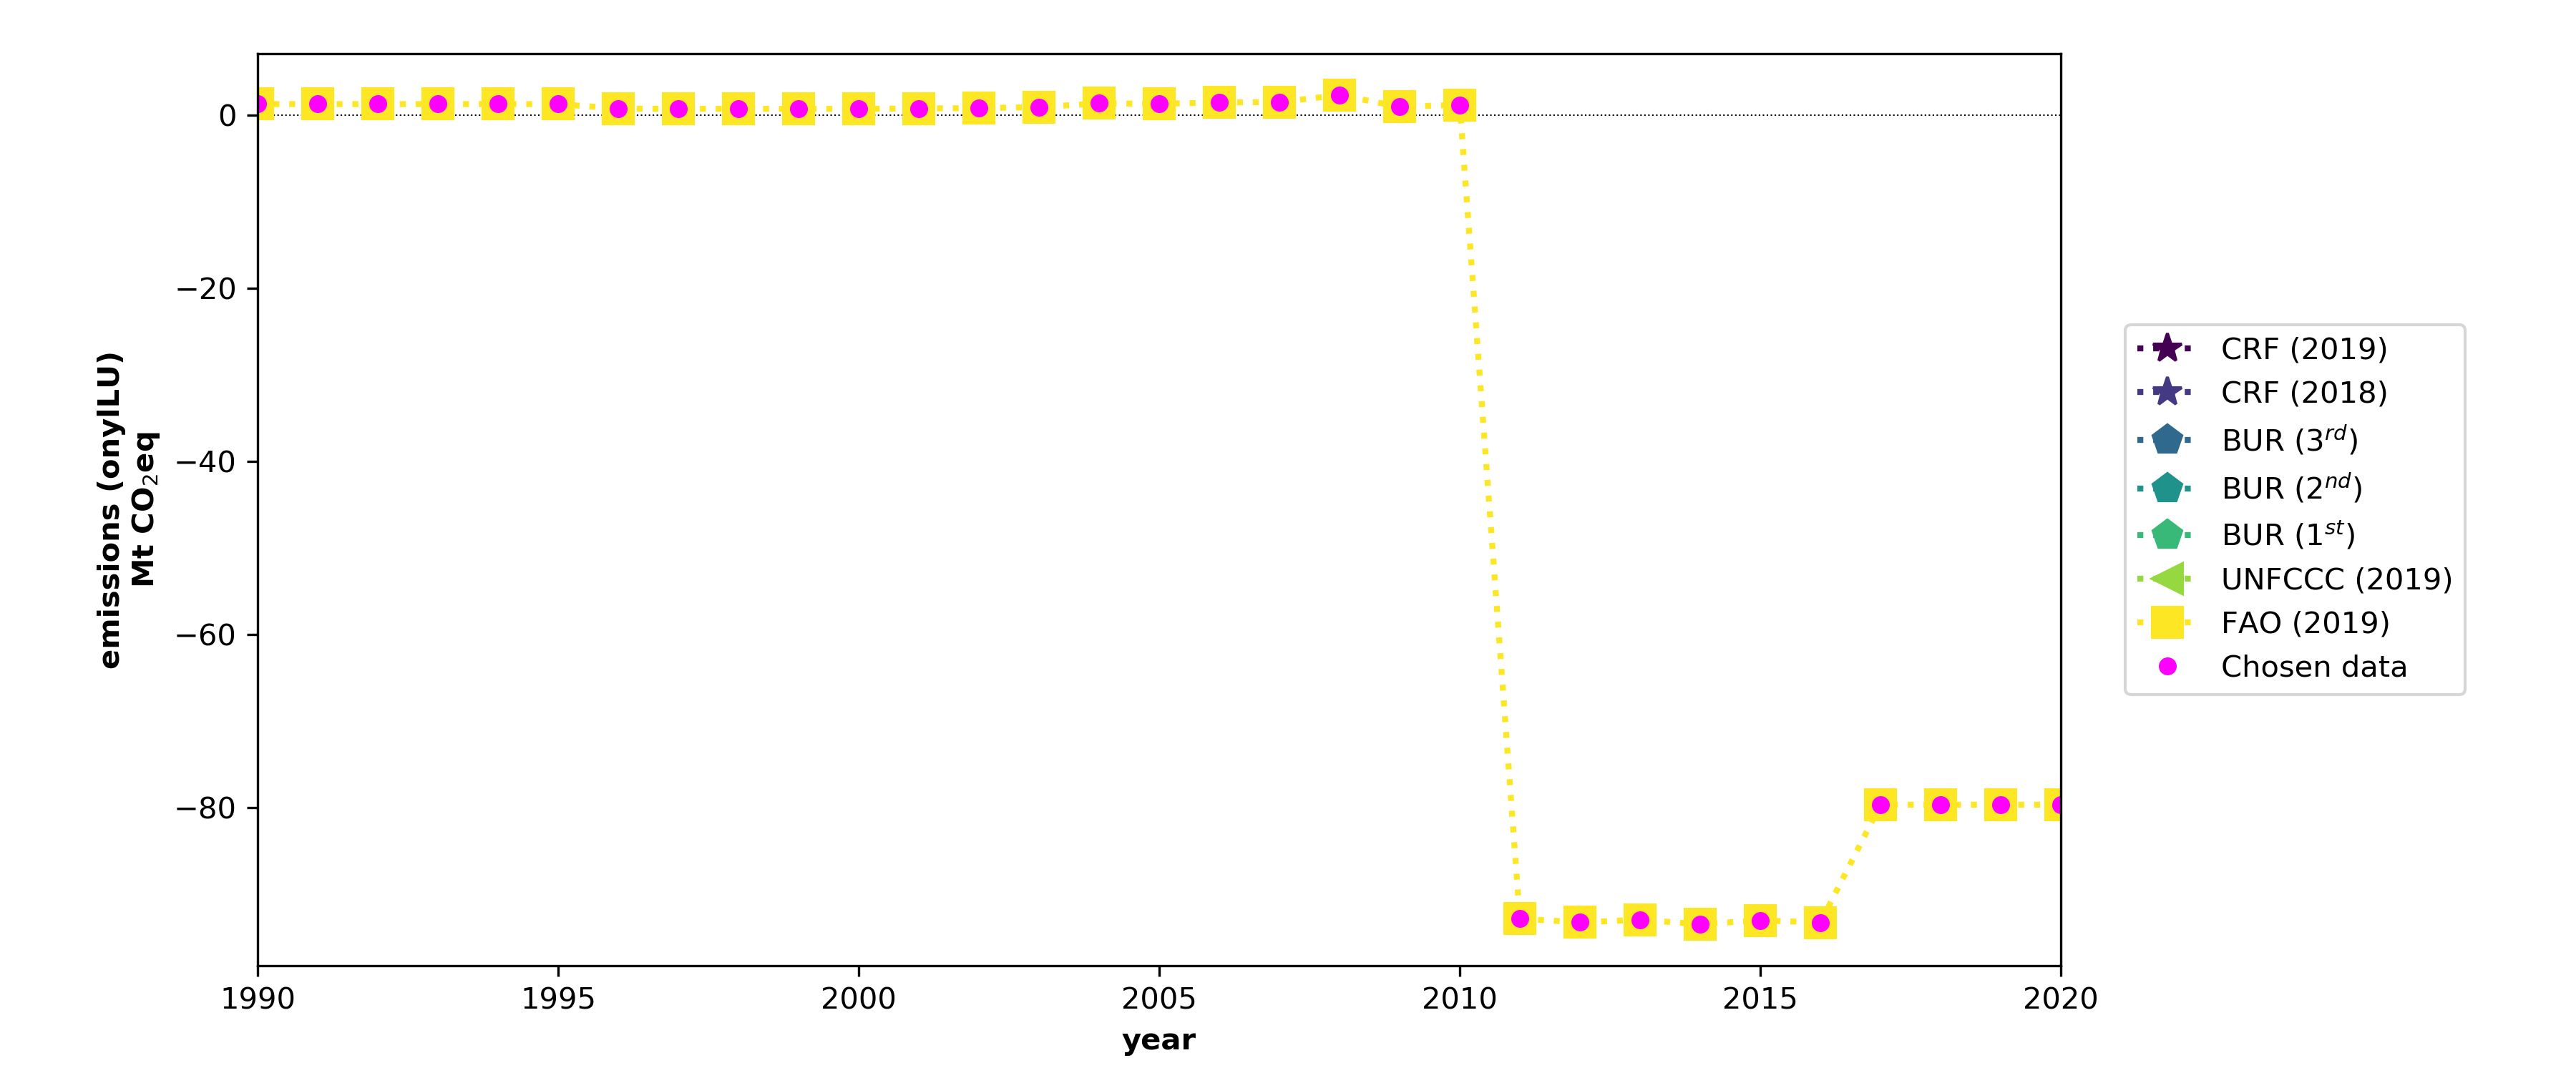 0
−20
−40
−60
−80
emissions (onylLU)
Mt CO₂eq
1990 1995 2000 2005 2010 2015 2020
year
CRF (2019)
CRF (2018)
BUR (3ʳᵈ)
BUR (2ⁿᵈ)
BUR (1ˢᵗ)
UNFCCC (2019)
FAO (2019)
Chosen data